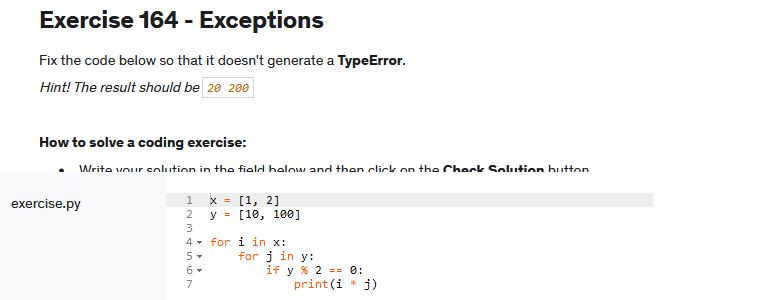 Exercise 164 - Exceptions
Fix the code below so that it doesn't generate a TypeError.
Hint! The result should be 20 200
How to solve a coding exercise:
• Write your solution in the field below and then click on the Check Solution button
exercise.py
1 x = [1, 2]
2 y = [10, 100]
3
4 for i in x:
5     for j in y:
6         if y % 2 == 0:
7             print(i * j)